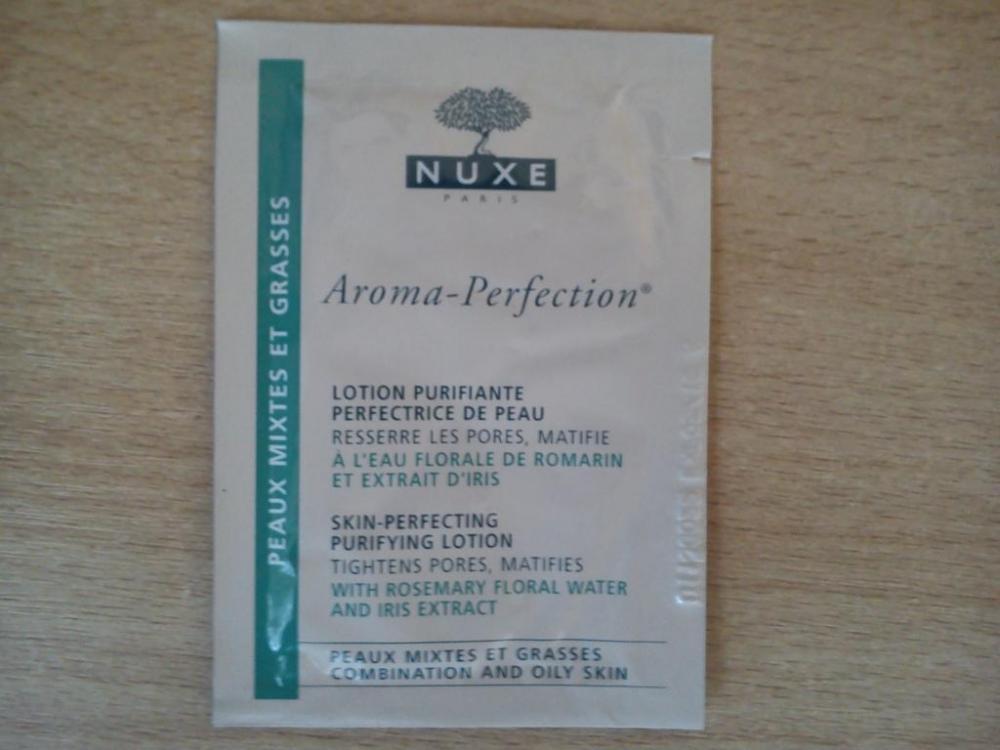 NUXE
PARIS
PEAUX MIXTES ET GRASSES
Aroma-Perfection®
LOTION PURIFIANTE
PERFECTRICE DE PEAU
RESSERRE LES PORES, MATIFIE
À L'EAU FLORALE DE ROMARIN
ET EXTRAIT D'IRIS
SKIN-PERFECTING
PURIFYING LOTION
TIGHTENS PORES, MATIFIES
WITH ROSEMARY FLORAL WATER
AND IRIS EXTRACT
PEAUX MIXTES ET GRASSES
COMBINATION AND OILY SKIN